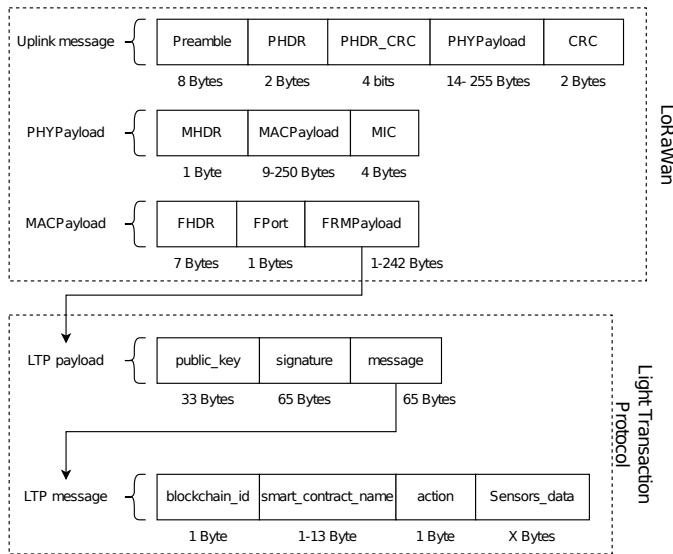 Uplink message
Preamble PHDR PHDR_CRC PHYPayload CRC
8 Bytes 2 Bytes 4 bits 14- 255 Bytes 2 Bytes
PHYPayload
MHDR MACPayload MIC
1 Byte 9-250 Bytes 4 Bytes
MACPayload
FHDR FPort FRMPayload
7 Bytes 1 Bytes 1-242 Bytes
LoRaWan
LTP payload
public_key signature message
33 Bytes 65 Bytes 65 Bytes
LTP message
blockchain_id smart_contract_name action Sensors_data
1 Byte 1-13 Byte 1 Byte X Bytes
Light Transaction
Protocol